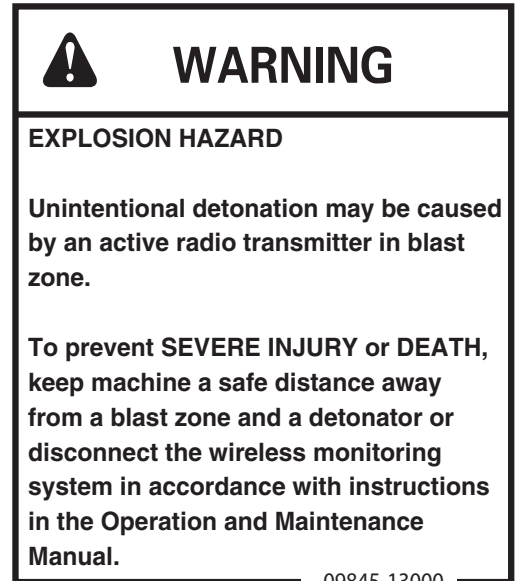 WARNING
EXPLOSION HAZARD
Unintentional detonation may be caused
by an active radio transmitter in blast
zone.
To prevent SEVERE INJURY or DEATH,
keep machine a safe distance away
from a blast zone and a detonator or
disconnect the wireless monitoring
system in accordance with instructions
in the Operation and Maintenance
Manual.
09845-13000